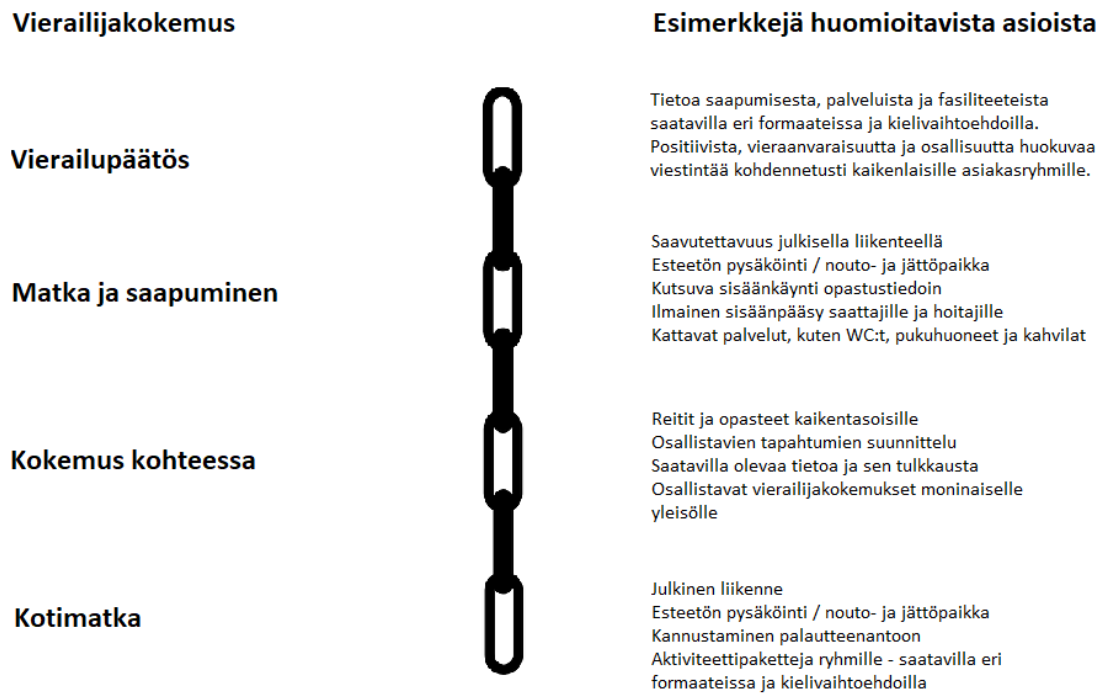 Vierailijakokemus
Esimerkkejä huomioitavista asioista
Vierailupäätös
Tietoa saapumisesta, palveluista ja fasiliteeteista
saatavilla eri formaateissa ja kielivaihtoehdoilla.
Positiivista, vieraanvaraisuutta ja osallisuutta huokuvaa
viestintää kohdennetusti kaikenlaisille asiakasryhmille.
Matka ja saapuminen
Saavutettavuus julkisella liikenteellä
Esteetön pysäköinti / nouto- ja jättöpaikka
Kutsuva sisäänkäynti opastustiedoin
Ilmainen sisäänpääsy saattajille ja hoitajille
Kattavat palvelut, kuten WC:t, pukuhuoneet ja kahvilat
Kokemus kohteessa
Reitit ja opasteet kaikentasoisille
Osallistavien tapahtumien suunnittelu
Saatavilla olevaa tietoa ja sen tulkkausta
Osallistavat vierailijakokemukset moninaiselle
yleisölle
Kotimatka
Julkinen liikenne
Esteetön pysäköinti / nouto- ja jättöpaikka
Kannustaminen palautteenantoon
Aktiviteettipaketteja ryhmille - saatavilla eri
formaateissa ja kielivaihtoehdoilla